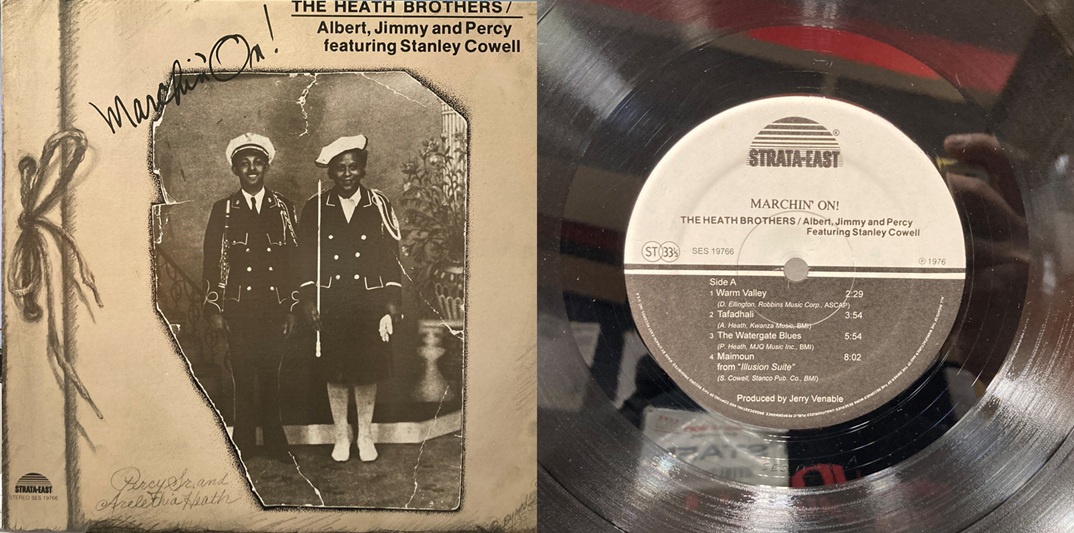 THE HEATH BROTHERS/
Albert, Jimmy and Percy
featuring Stanley Cowell
Marchin' On!
Percy Sr. and
Arlethia Heath
STRATA-EAST
STEREO SES 19766
STRATA-EAST®
MARCHIN' ON!
THE HEATH BROTHERS / Albert, Jimmy and Percy
Featuring Stanley Cowell
ST 33⅓ SES 19766
℗ 1976
Side A
1 Warm Valley 2:29
(D. Ellington, Robbins Music Corp., ASCAP)
2 Tafadhali 3:54
(A. Heath, Kwanza Music, BMI)
3 The Watergate Blues 5:54
(P. Heath, MJQ Music Inc., BMI)
4 Maimoun 8:02
from "Illusion Suite"
(S. Cowell, Stanco Pub. Co., BMI)
Produced by Jerry Venable